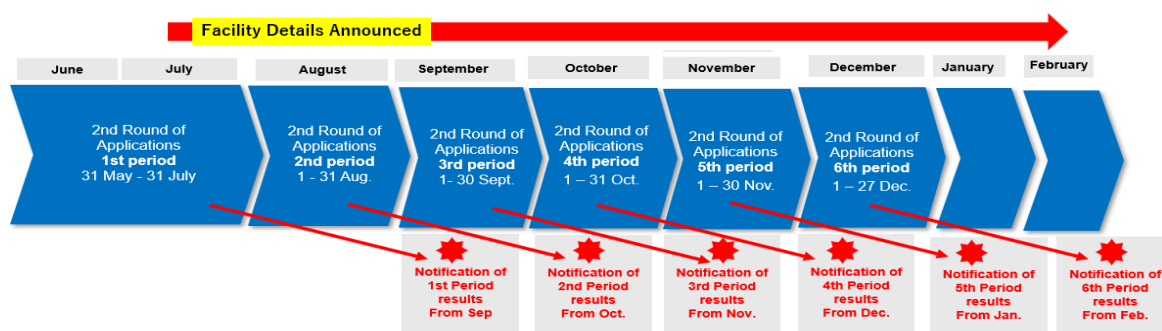 Facility Details Announced
June
July
August
September
October
November
December
January
February
2nd Round of
Applications
1st period
31 May - 31 July
2nd Round of
Applications
2nd period
1 - 31 Aug.
2nd Round of
Applications
3rd period
1- 30 Sept.
2nd Round of
Applications
4th period
1 – 31 Oct.
2nd Round of
Applications
5th period
1 – 30 Nov.
2nd Round of
Applications
6th period
1 – 27 Dec.
Notification of
1st Period
results
From Sep
Notification of
2nd Period
results
From Oct.
Notification of
3rd Period
results
From Nov.
Notification of
4th Period
results
From Dec.
Notification of
5th Period
results
From Jan.
Notification of
6th Period
results
From Feb.